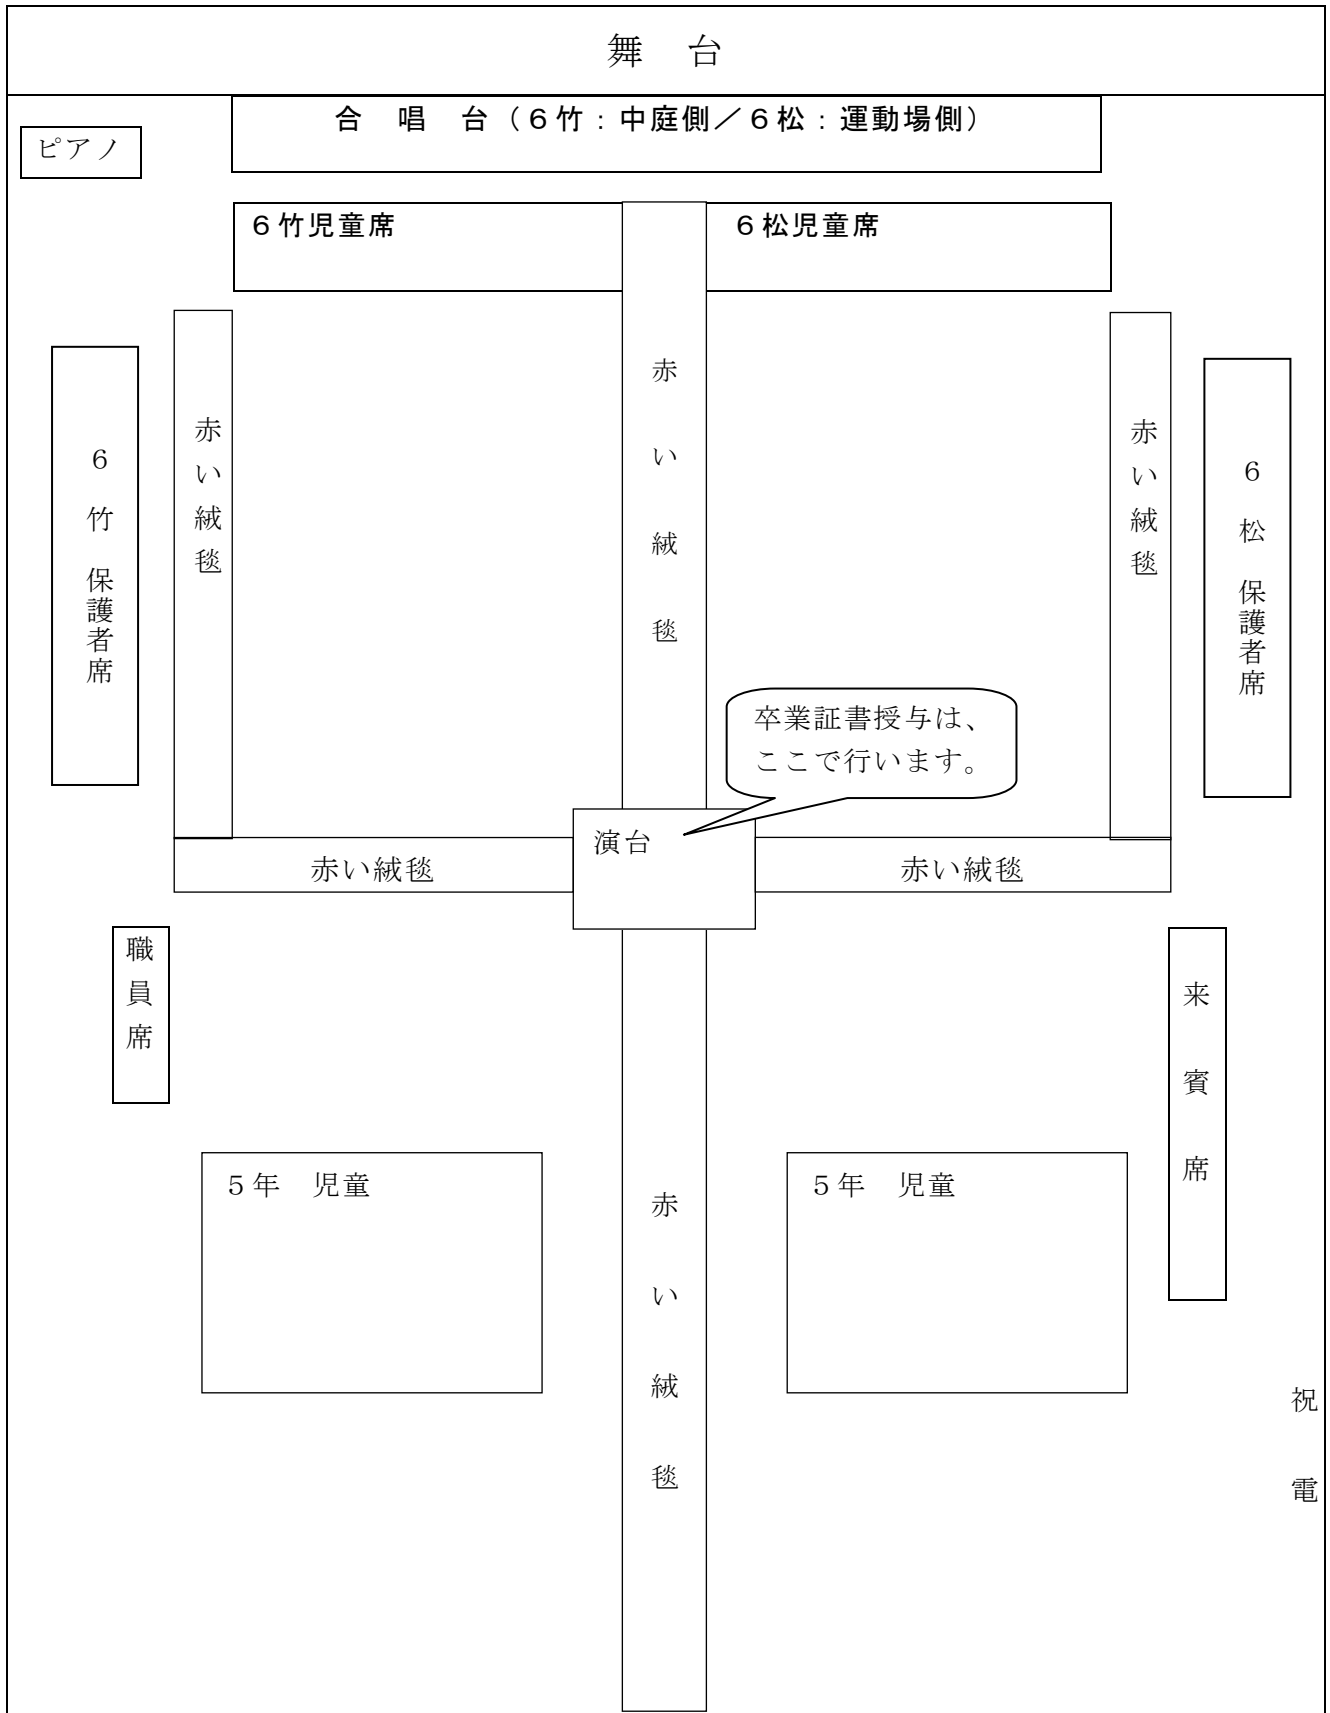 舞　台
合　唱　台（６竹：中庭側／６松：運動場側）
ピアノ
６竹児童席
６松児童席
赤い絨毯
赤い絨毯
赤い絨毯
６竹　保護者席
６松　保護者席
卒業証書授与は、
ここで行います。
演台
赤い絨毯
赤い絨毯
職員席
来賓席
５年　児童
５年　児童
赤い絨毯
祝電